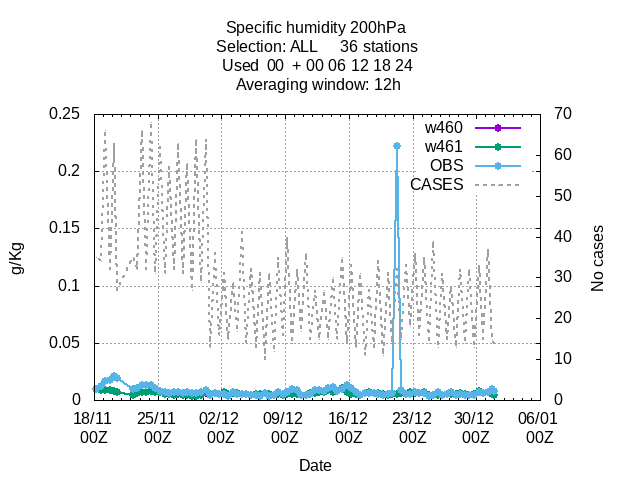 Specific humidity 200hPa
Selection: ALL     36 stations
Used  00  + 00 06 12 18 24
Averaging window: 12h
w460
w461
OBS
CASES
0.25
0.2
0.15
0.1
0.05
0
g/Kg
70
60
50
40
30
20
10
0
No cases
18/11 25/11 02/12 09/12 16/12 23/12 30/12 06/01
00Z 00Z 00Z 00Z 00Z 00Z 00Z 00Z
Date